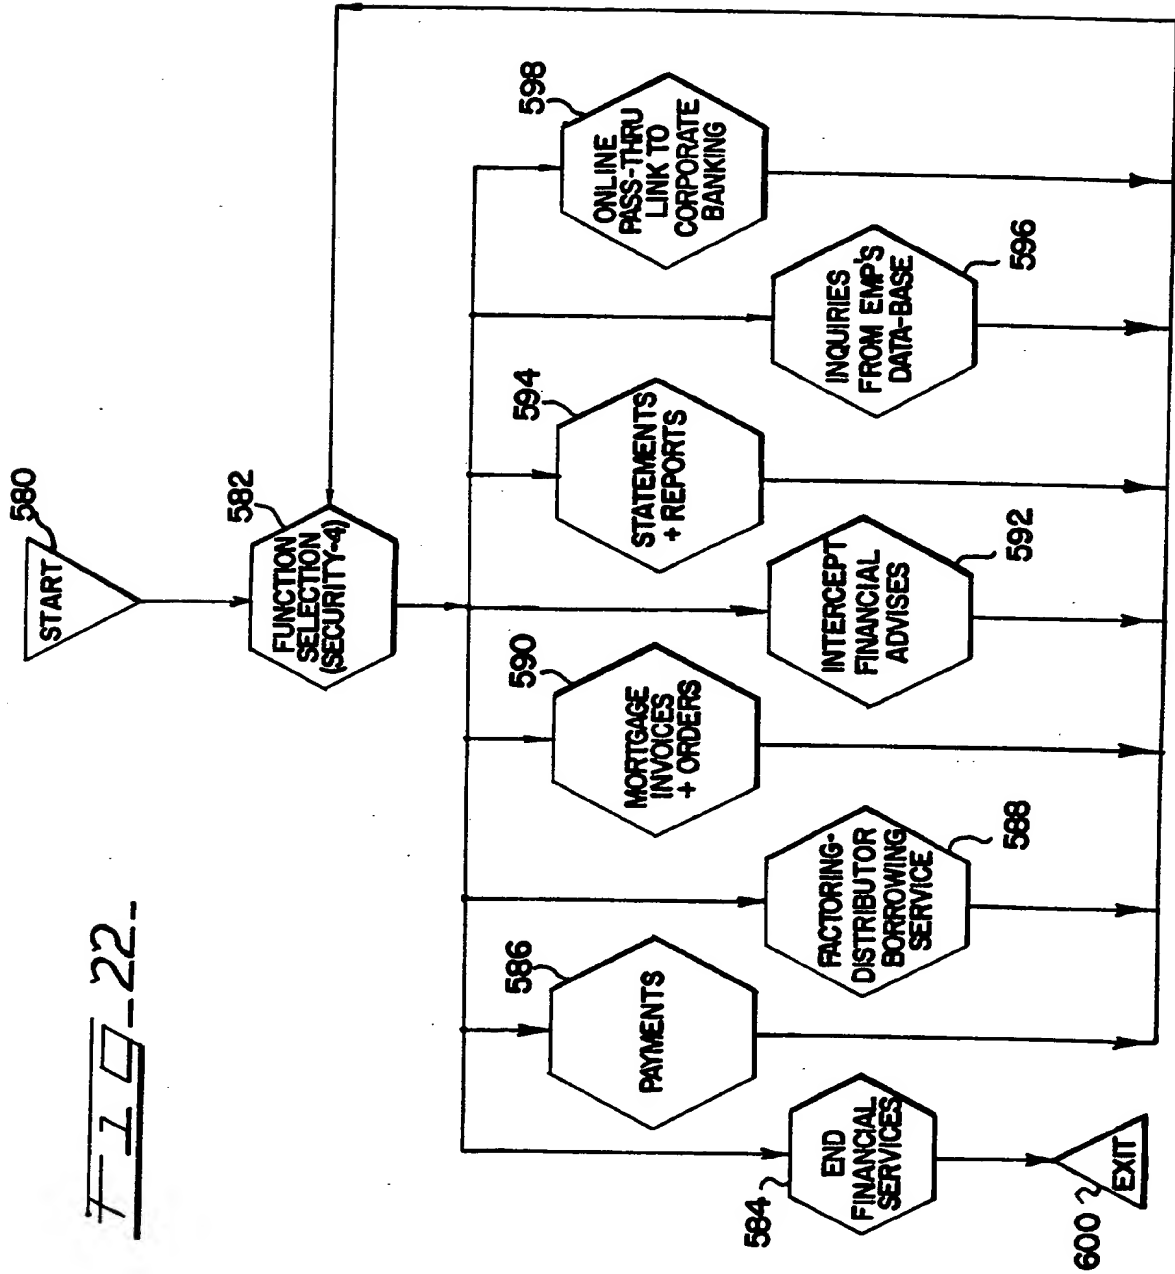 FIG-22-
START
580
FUNCTION
SELECTION
(SECURITY-4)
582
END
FINANCIAL
SERVICES
584
PAYMENTS
586
FACTORING-
DISTRIBUTOR
BORROWING
SERVICE
588
MORTGAGE
INVOICES
+ ORDERS
590
INTERCEPT
FINANCIAL
ADVISES
592
STATEMENTS
+ REPORTS
594
INQUIRIES
FROM EMP'S
DATA-BASE
596
ONLINE
PASS-THRU
LINK TO
CORPORATE
BANKING
598
EXIT
600